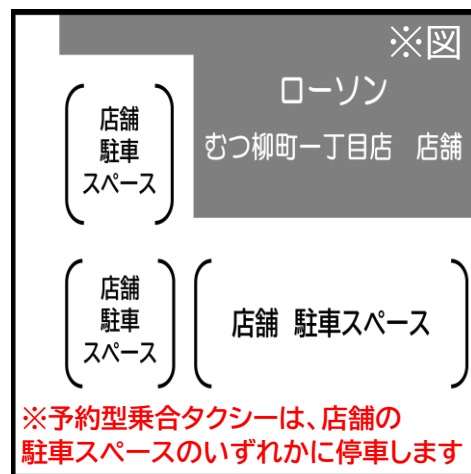 ※図
ローソン
むつ柳町一丁目店 店舗
店舗
駐車
スペース
店舗
駐車
スペース
店舗 駐車スペース
※予約型乗合タクシーは、店舗の
駐車スペースのいずれかに停車します